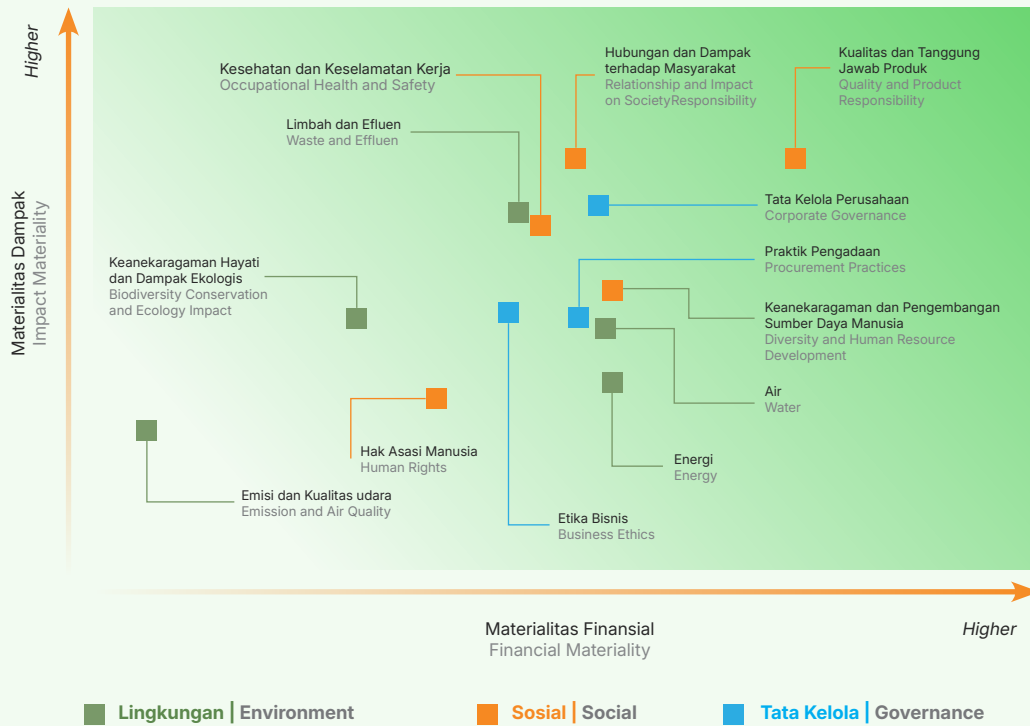 Higher
Materialitas Dampak
Impact Materiality
Kesehatan dan Keselamatan Kerja
Occupational Health and Safety
Limbah dan Efluen
Waste and Effluen
Hubungan dan Dampak
terhadap Masyarakat
Relationship and Impact
on SocietyResponsibility
Kualitas dan Tanggung
Jawab Produk
Quality and Product
Responsibility
Tata Kelola Perusahaan
Corporate Governance
Praktik Pengadaan
Procurement Practices
Keanekaragaman Hayati
dan Dampak Ekologis
Biodiversity Conservation
and Ecology Impact
Keanekaragaman dan Pengembangan
Sumber Daya Manusia
Diversity and Human Resource
Development
Air
Water
Hak Asasi Manusia
Human Rights
Energi
Energy
Emisi dan Kualitas udara
Emission and Air Quality
Etika Bisnis
Business Ethics
Materialitas Finansial
Financial Materiality
Higher
Lingkungan | Environment
Sosial | Social
Tata Kelola | Governance